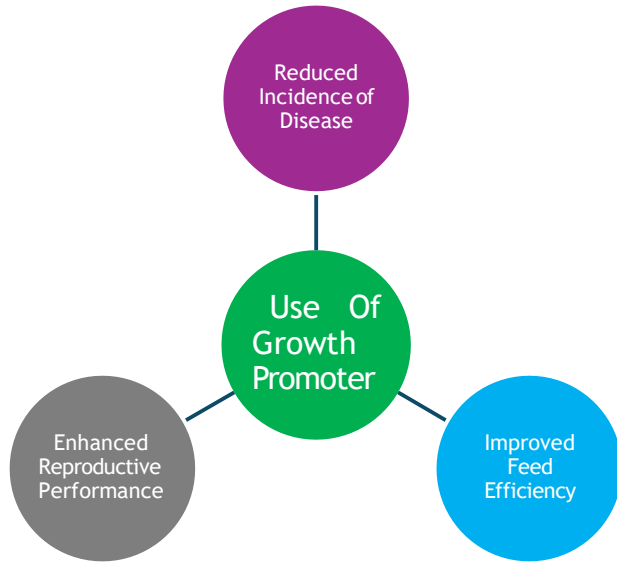 Reduced
Incidence of
Disease
Use Of
Growth
Promoter
Enhanced
Reproductive
Performance
Improved
Feed
Efficiency